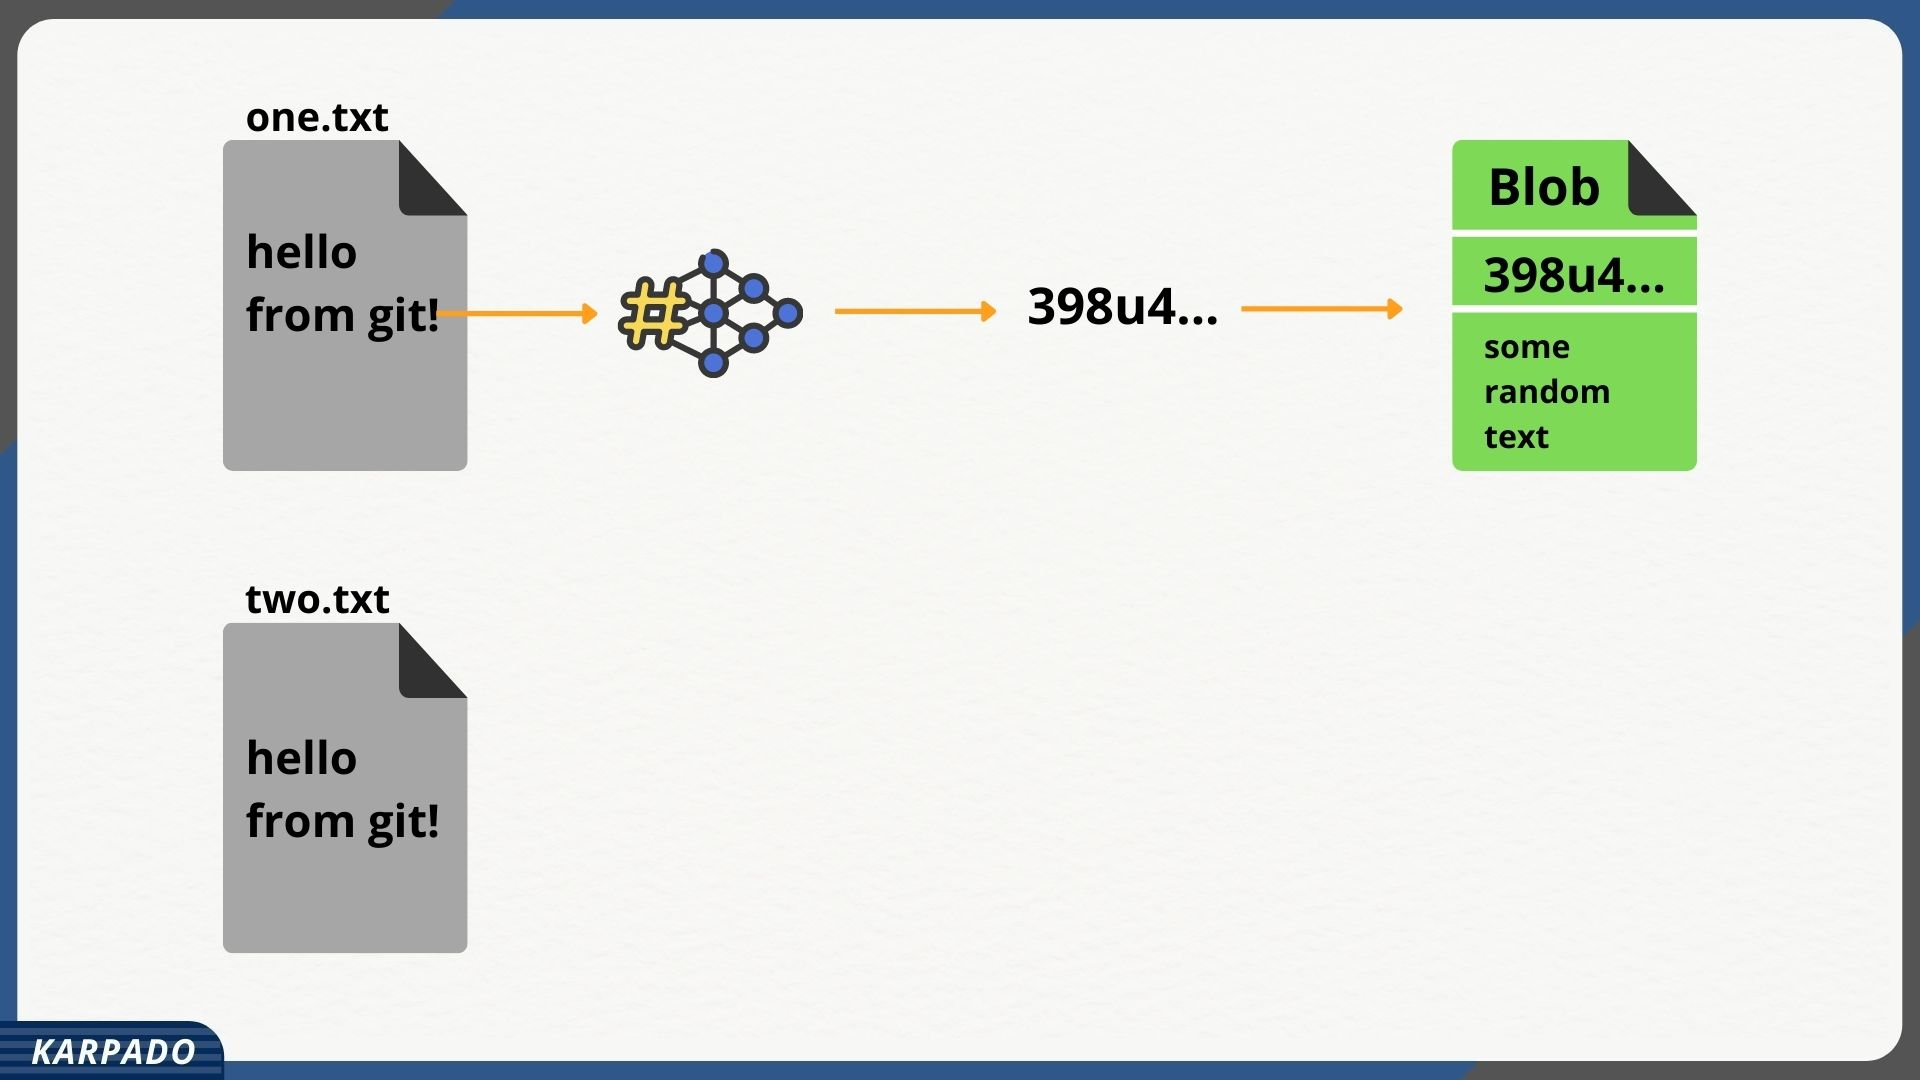 one.txt
hello
from git!
398u4...
Blob
398u4...
some
random
text
two.txt
hello
from git!
KARPADO